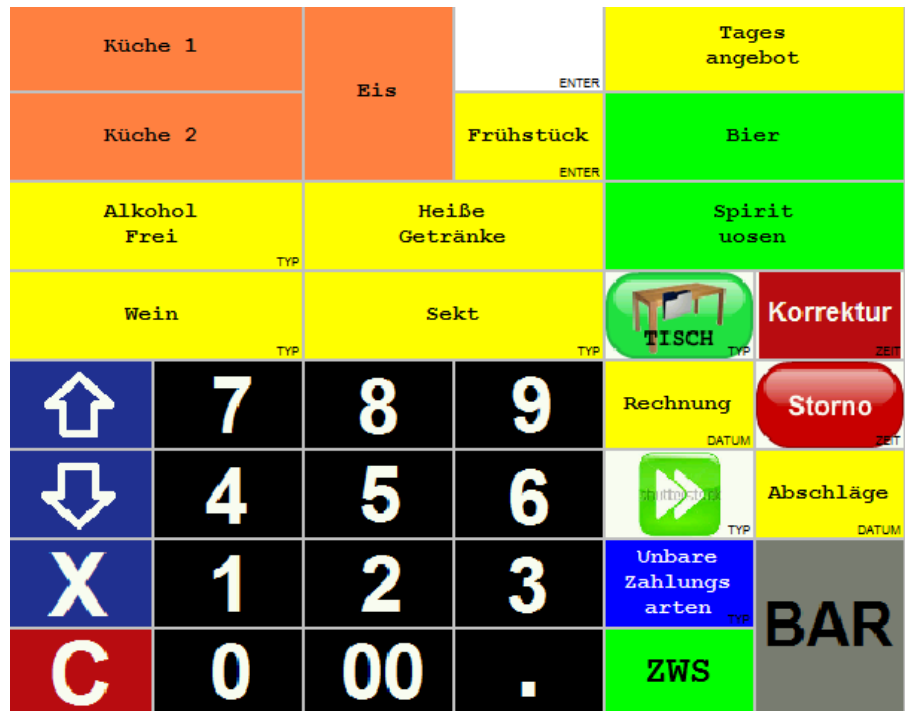 Küche 1
Eis
ENTER
Tages
angebot
Küche 2
Frühstück
ENTER
Bier
Alkohol
Frei
TYP
Heiße
Getränke
Spirit
uosen
Wein
TYP
Sekt
TYP
TISCH
TYP
Korrektur
ZEIT
7
8
9
Rechnung
DATUM
Storno
ZEIT
4
5
6
shutterstock
TYP
Abschläge
DATUM
X
1
2
3
Unbare
Zahlungs
arten
TYP
BAR
C
0
00
.
ZWS